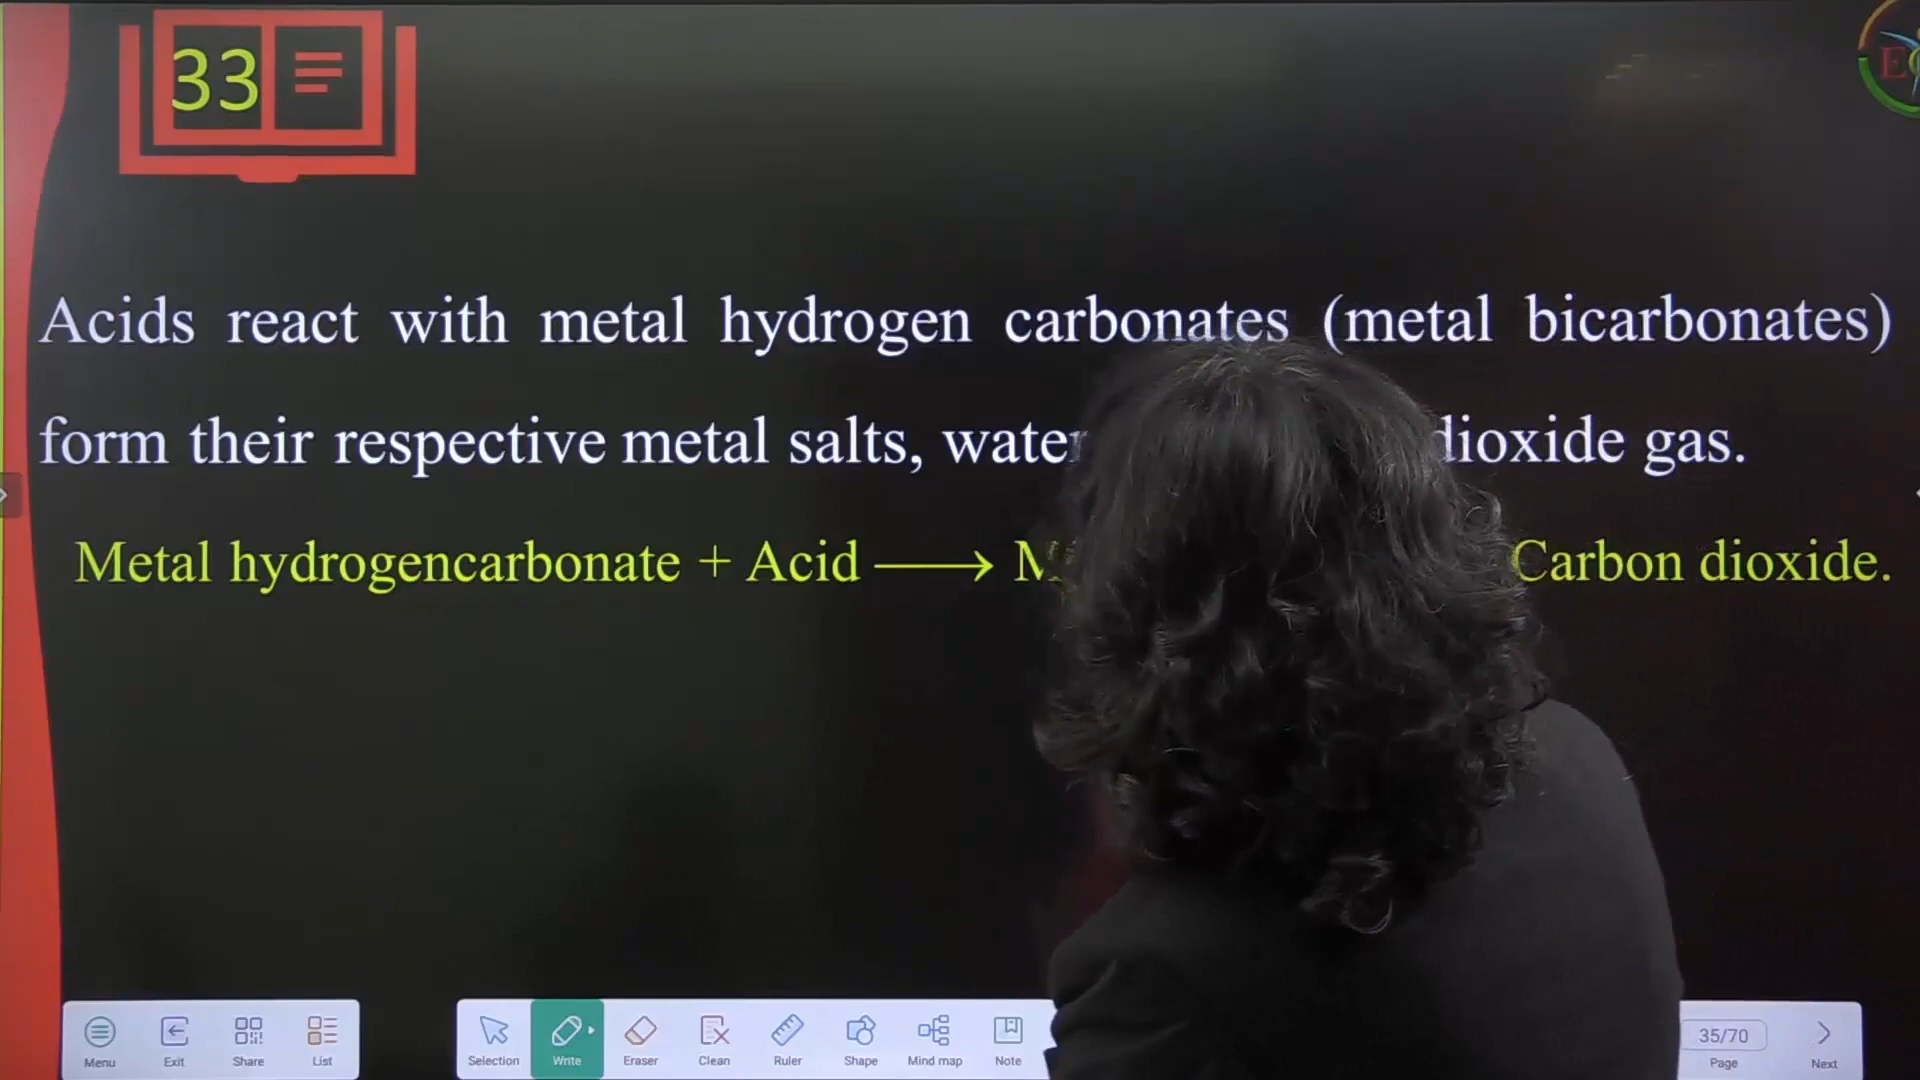 33
Acids react with metal hydrogen carbonates (metal bicarbonates)
form their respective metal salts, water dioxide gas.
Metal hydrogencarbonate + Acid ⟶ Carbon dioxide.
Menu Exit Share List Selection Write Eraser Clean Ruler Shape Mind map Note 35/70 Page Next